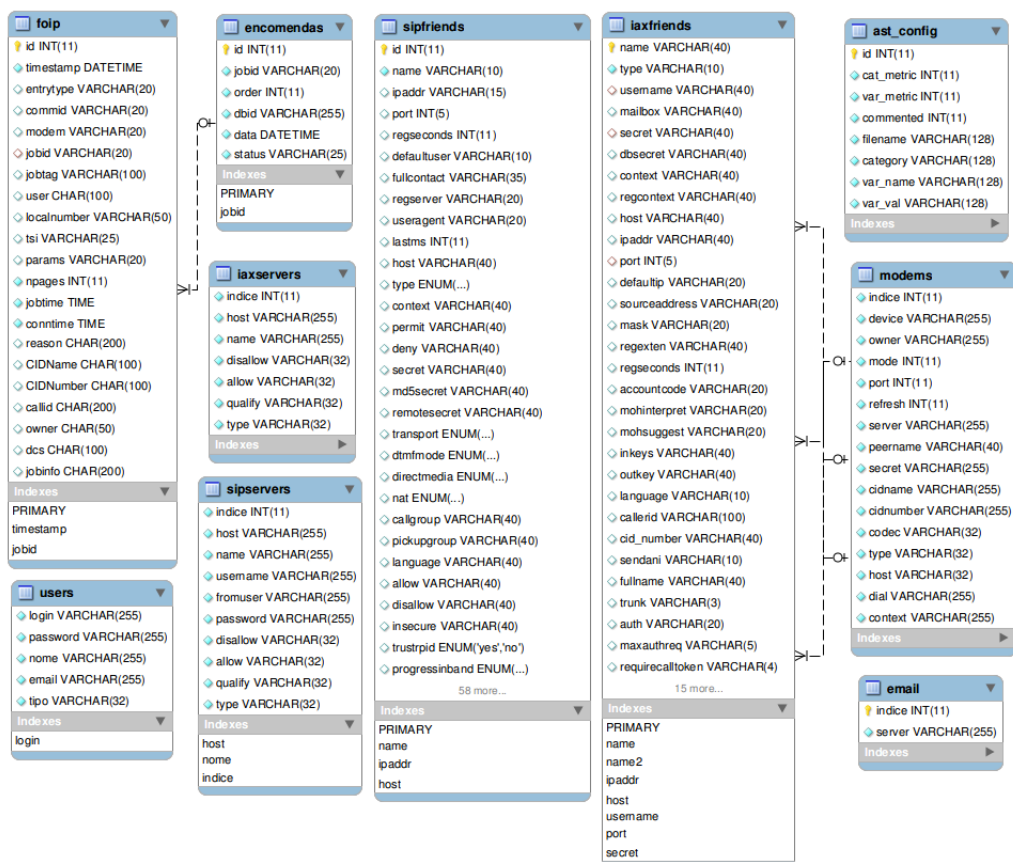 foip
id INT(11)
timestamp DATETIME
entrytype VARCHAR(20)
commid VARCHAR(20)
modem VARCHAR(20)
jobid VARCHAR(20)
jobtag VARCHAR(100)
user CHAR(100)
localnumber VARCHAR(50)
tsi VARCHAR(25)
params VARCHAR(20)
npages INT(11)
jobtime TIME
conntime TIME
reason CHAR(200)
CIDName CHAR(100)
CIDNumber CHAR(100)
callid CHAR(200)
owner CHAR(50)
dcs CHAR(100)
jobinfo CHAR(200)
Indexes
PRIMARY
timestamp
jobid
users
login VARCHAR(255)
password VARCHAR(255)
nome VARCHAR(255)
email VARCHAR(255)
tipo VARCHAR(32)
Indexes
login
encomendas
id INT(11)
jobid VARCHAR(20)
order INT(11)
dbid VARCHAR(255)
data DATETIME
status VARCHAR(25)
Indexes
PRIMARY
jobid
iaxservers
indice INT(11)
host VARCHAR(255)
name VARCHAR(255)
disallow VARCHAR(32)
allow VARCHAR(32)
qualify VARCHAR(32)
type VARCHAR(32)
Indexes
sipservers
indice INT(11)
host VARCHAR(255)
name VARCHAR(255)
username VARCHAR(255)
fromuser VARCHAR(255)
password VARCHAR(255)
disallow VARCHAR(32)
allow VARCHAR(32)
qualify VARCHAR(32)
type VARCHAR(32)
Indexes
host
nome
indice
sipfriends
id INT(11)
name VARCHAR(10)
ipaddr VARCHAR(15)
port INT(5)
regseconds INT(11)
defaultuser VARCHAR(10)
fullcontact VARCHAR(35)
regserver VARCHAR(20)
useragent VARCHAR(20)
lastms INT(11)
host VARCHAR(40)
type ENUM(...)
context VARCHAR(40)
permit VARCHAR(40)
deny VARCHAR(40)
secret VARCHAR(40)
md5secret VARCHAR(40)
remotesecret VARCHAR(40)
transport ENUM(...)
dtmfmode ENUM(...)
directmedia ENUM(...)
nat ENUM(...)
callgroup VARCHAR(40)
pickupgroup VARCHAR(40)
language VARCHAR(40)
allow VARCHAR(40)
disallow VARCHAR(40)
insecure VARCHAR(40)
trustrpid ENUM('yes','no')
progressinband ENUM(...)
58 more...
Indexes
PRIMARY
name
ipaddr
host
iaxfriends
name VARCHAR(40)
type VARCHAR(10)
username VARCHAR(40)
mailbox VARCHAR(40)
secret VARCHAR(40)
dbsecret VARCHAR(40)
context VARCHAR(40)
regcontext VARCHAR(40)
host VARCHAR(40)
ipaddr VARCHAR(40)
port INT(5)
defaultip VARCHAR(20)
sourceaddress VARCHAR(20)
mask VARCHAR(20)
regexten VARCHAR(40)
regseconds INT(11)
accountcode VARCHAR(20)
mohinterpret VARCHAR(20)
mohsuggest VARCHAR(20)
inkeys VARCHAR(40)
outkey VARCHAR(40)
language VARCHAR(10)
callerid VARCHAR(100)
cid_number VARCHAR(40)
sendani VARCHAR(10)
fullname VARCHAR(40)
trunk VARCHAR(3)
auth VARCHAR(20)
maxauthreq VARCHAR(5)
requirecalltoken VARCHAR(4)
15 more...
Indexes
PRIMARY
name
name2
ipaddr
host
username
port
secret
ast_config
id INT(11)
cat_metric INT(11)
var_metric INT(11)
commented INT(11)
filename VARCHAR(128)
category VARCHAR(128)
var_name VARCHAR(128)
var_val VARCHAR(128)
Indexes
modems
indice INT(11)
device VARCHAR(255)
owner VARCHAR(255)
mode INT(11)
port INT(11)
refresh INT(11)
server VARCHAR(255)
peername VARCHAR(40)
secret VARCHAR(255)
cidname VARCHAR(255)
cidnumber VARCHAR(255)
codec VARCHAR(32)
type VARCHAR(32)
host VARCHAR(32)
dial VARCHAR(255)
context VARCHAR(255)
Indexes
email
indice INT(11)
server VARCHAR(255)
Indexes